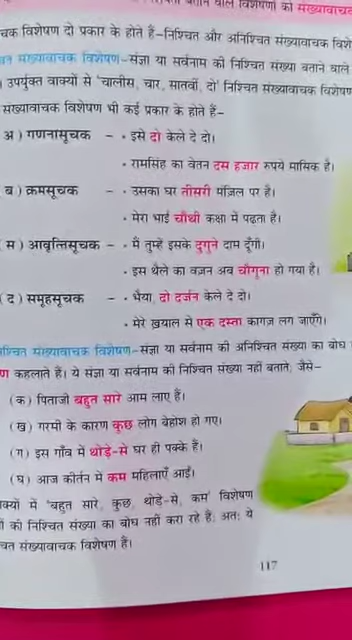 बताने वाले विशेषणों को संख्यावाचक
चक विशेषण दो प्रकार के होते हैं–निश्चित और अनिश्चित संख्यावाचक विशे
त संख्यावाचक विशेषण–संज्ञा या सर्वनाम की निश्चित संख्या बताने वाले
उपर्युक्त वाक्यों से 'चालीस, चार, सातवाँ, दो' निश्चित संख्यावाचक विशेषण
संख्यावाचक विशेषण भी कई प्रकार के होते हैं–
अ) गणनासूचक – • इसे दो केले दे दो।
• रामसिंह का वेतन दस हज़ार रुपये मासिक है।
ब) क्रमसूचक – • उसका घर तीसरी मंज़िल पर है।
• मेरा भाई चौथी कक्षा में पढ़ता है।
(स) आवृत्तिसूचक – • मैं तुम्हें इसके दुगुने दाम दूँगी।
• इस थैले का वज़न अब चौगुना हो गया है।
(द) समूहसूचक – • भैया, दो दर्जन केले दे दो।
• मेरे ख़याल से एक दस्ता कागज़ लग जाएँगे।
निश्चित संख्यावाचक विशेषण–संज्ञा या सर्वनाम की अनिश्चित संख्या का बोध
ण कहलाते हैं। ये संज्ञा या सर्वनाम की निश्चित संख्या नहीं बताते; जैसे–
(क) पिताजी बहुत सारे आम लाए हैं।
(ख) गरमी के कारण कुछ लोग बेहोश हो गए।
(ग) इस गाँव में थोड़े-से घर ही पक्के हैं।
(घ) आज कीर्तन में कम महिलाएँ आईं।
क्यों में 'बहुत सारे, कुछ, थोड़े-से, कम' विशेषण
की निश्चित संख्या का बोध नहीं करा रहे हैं; अतः ये
चत संख्यावाचक विशेषण हैं।
117